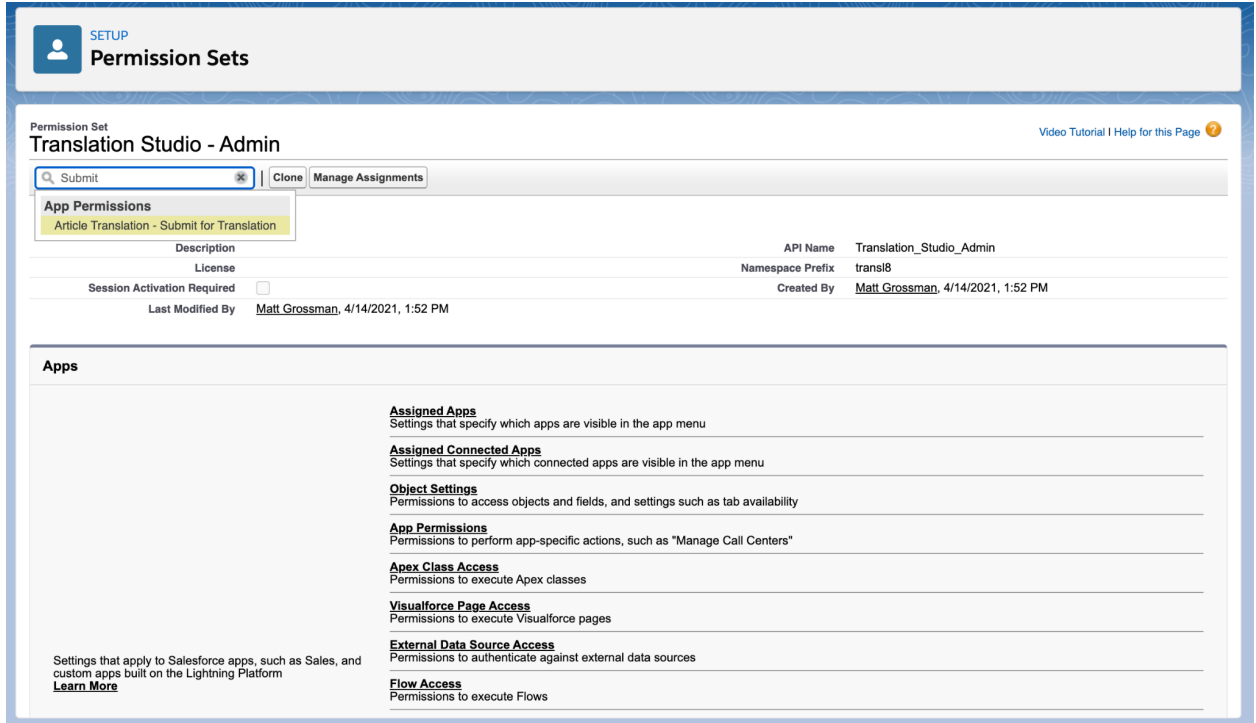 SETUP
Permission Sets
Permission Set
Translation Studio - Admin
Video Tutorial | Help for this Page ?
Submit
Clone
Manage Assignments
App Permissions
Article Translation - Submit for Translation
Description
API Name Translation_Studio_Admin
License
Namespace Prefix transl8
Session Activation Required
Created By Matt Grossman, 4/14/2021, 1:52 PM
Last Modified By Matt Grossman, 4/14/2021, 1:52 PM
Apps
Settings that apply to Salesforce apps, such as Sales, and
custom apps built on the Lightning Platform
Learn More
Assigned Apps
Settings that specify which apps are visible in the app menu
Assigned Connected Apps
Settings that specify which connected apps are visible in the app menu
Object Settings
Permissions to access objects and fields, and settings such as tab availability
App Permissions
Permissions to perform app-specific actions, such as "Manage Call Centers"
Apex Class Access
Permissions to execute Apex classes
Visualforce Page Access
Permissions to execute Visualforce pages
External Data Source Access
Permissions to authenticate against external data sources
Flow Access
Permissions to execute Flows